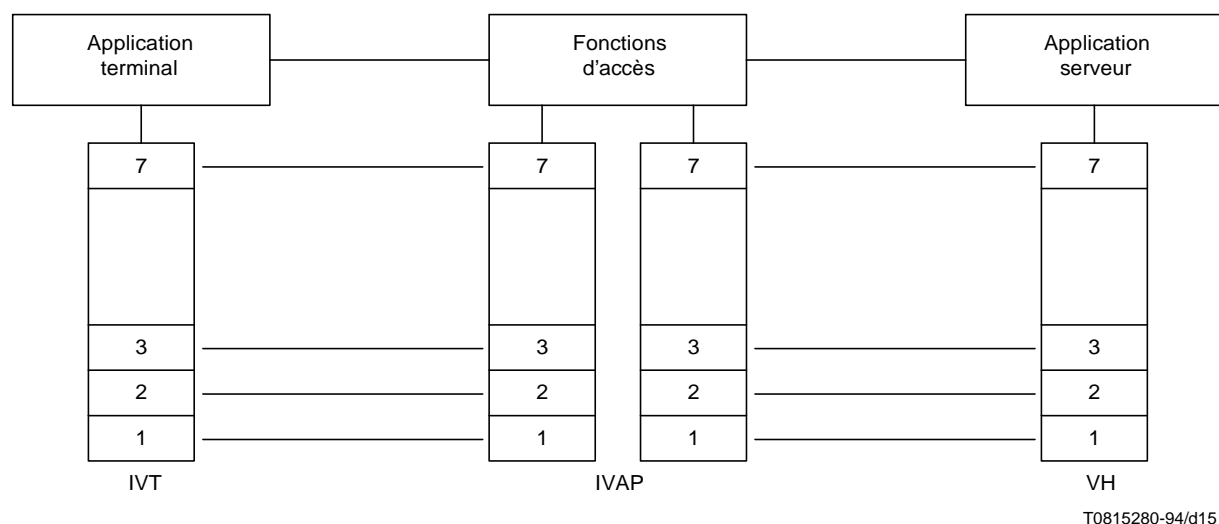 Application
terminal
Fonctions
d'accès
Application
serveur
7
7
7
7
3
3
3
3
2
2
2
2
1
1
1
1
IVT
IVAP
VH
T0815280-94/d15